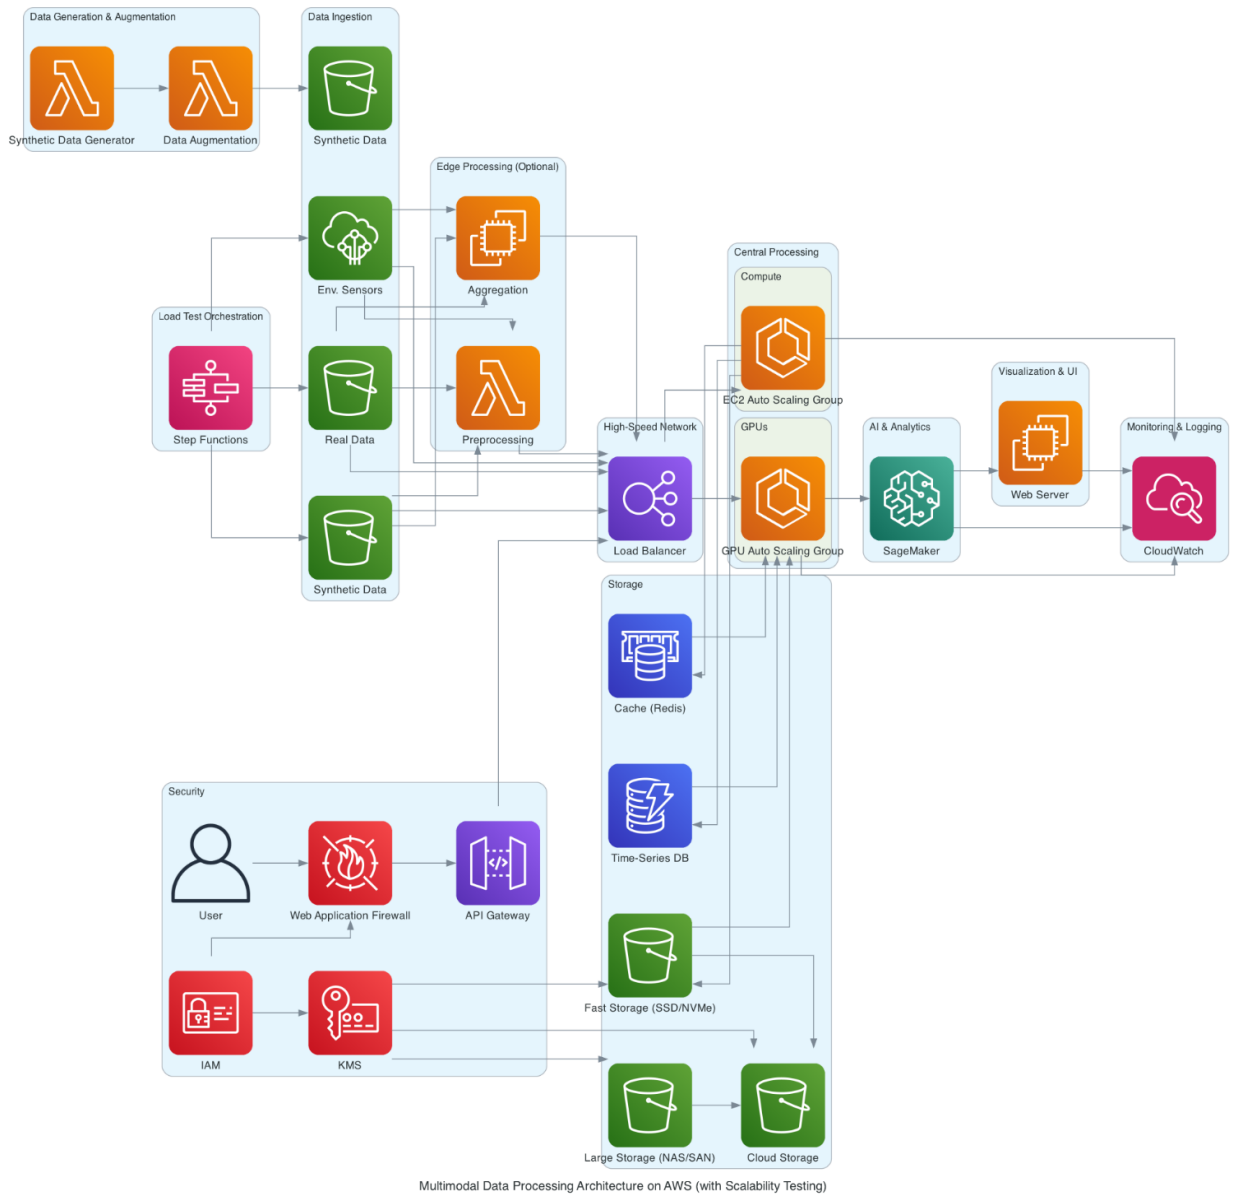 Data Generation & Augmentation
Synthetic Data Generator
Data Augmentation
Data Ingestion
Synthetic Data
Env. Sensors
Real Data
Synthetic Data
Edge Processing (Optional)
Aggregation
Preprocessing
Load Test Orchestration
Step Functions
High-Speed Network
Load Balancer
Central Processing
Compute
EC2 Auto Scaling Group
GPUs
GPU Auto Scaling Group
AI & Analytics
SageMaker
Visualization & UI
Web Server
Monitoring & Logging
CloudWatch
Storage
Cache (Redis)
Time-Series DB
Fast Storage (SSD/NVMe)
Large Storage (NAS/SAN)
Cloud Storage
Security
User
Web Application Firewall
</>
API Gateway
IAM
KMS
Multimodal Data Processing Architecture on AWS (with Scalability Testing)